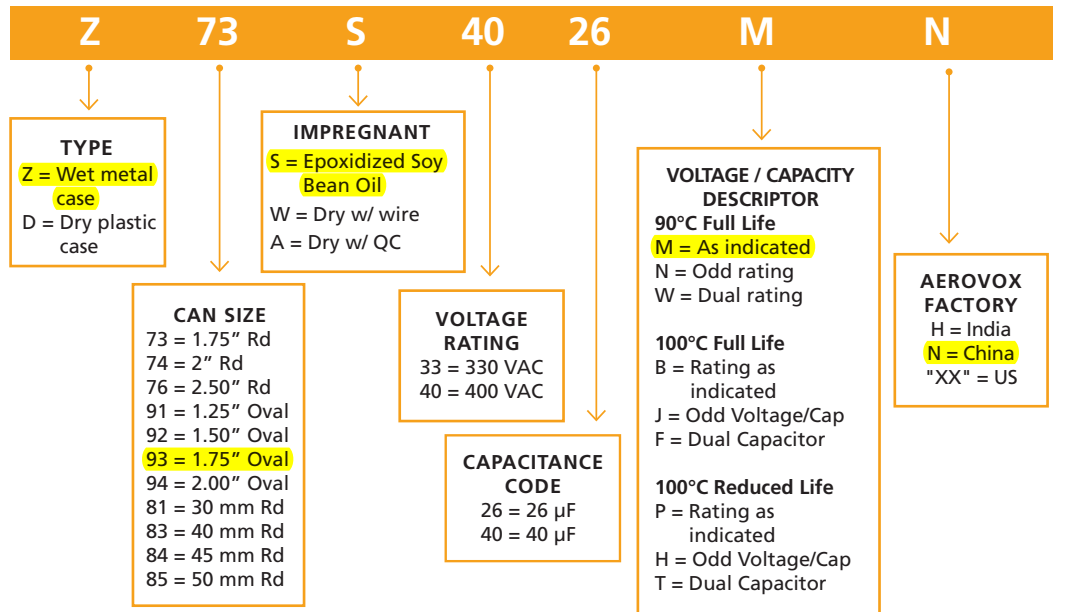 Z 73 S 40 26 M N
TYPE
Z = Wet metal
case
D = Dry plastic
case
CAN SIZE
73 = 1.75” Rd
74 = 2” Rd
76 = 2.50” Rd
91 = 1.25” Oval
92 = 1.50” Oval
93 = 1.75” Oval
94 = 2.00” Oval
81 = 30 mm Rd
83 = 40 mm Rd
84 = 45 mm Rd
85 = 50 mm Rd
IMPREGNANT
S = Epoxidized Soy
Bean Oil
W = Dry w/ wire
A = Dry w/ QC
VOLTAGE
RATING
33 = 330 VAC
40 = 400 VAC
CAPACITANCE
CODE
26 = 26 µF
40 = 40 µF
VOLTAGE / CAPACITY
DESCRIPTOR
90°C Full Life
M = As indicated
N = Odd rating
W = Dual rating
100°C Full Life
B = Rating as
indicated
J = Odd Voltage/Cap
F = Dual Capacitor
100°C Reduced Life
P = Rating as
indicated
H = Odd Voltage/Cap
T = Dual Capacitor
AEROVOX
FACTORY
H = India
N = China
"XX" = US